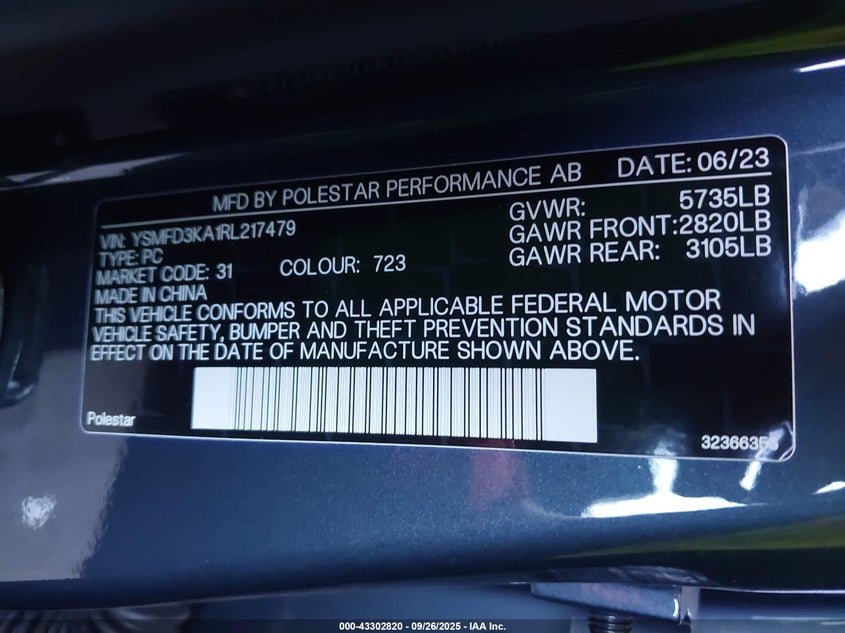 MFD BY POLESTAR PERFORMANCE AB DATE: 06/23
VIN: YSMFD3KA1RL217479
TYPE: PC
MARKET CODE: 31 COLOUR: 723
MADE IN CHINA
GVWR: 5735LB
GAWR FRONT:2820LB
GAWR REAR: 3105LB
THIS VEHICLE CONFORMS TO ALL APPLICABLE FEDERAL MOTOR
VEHICLE SAFETY, BUMPER AND THEFT PREVENTION STANDARDS IN
EFFECT ON THE DATE OF MANUFACTURE SHOWN ABOVE.
Polestar
000-43302820 - 09/26/2025 - IAA Inc.